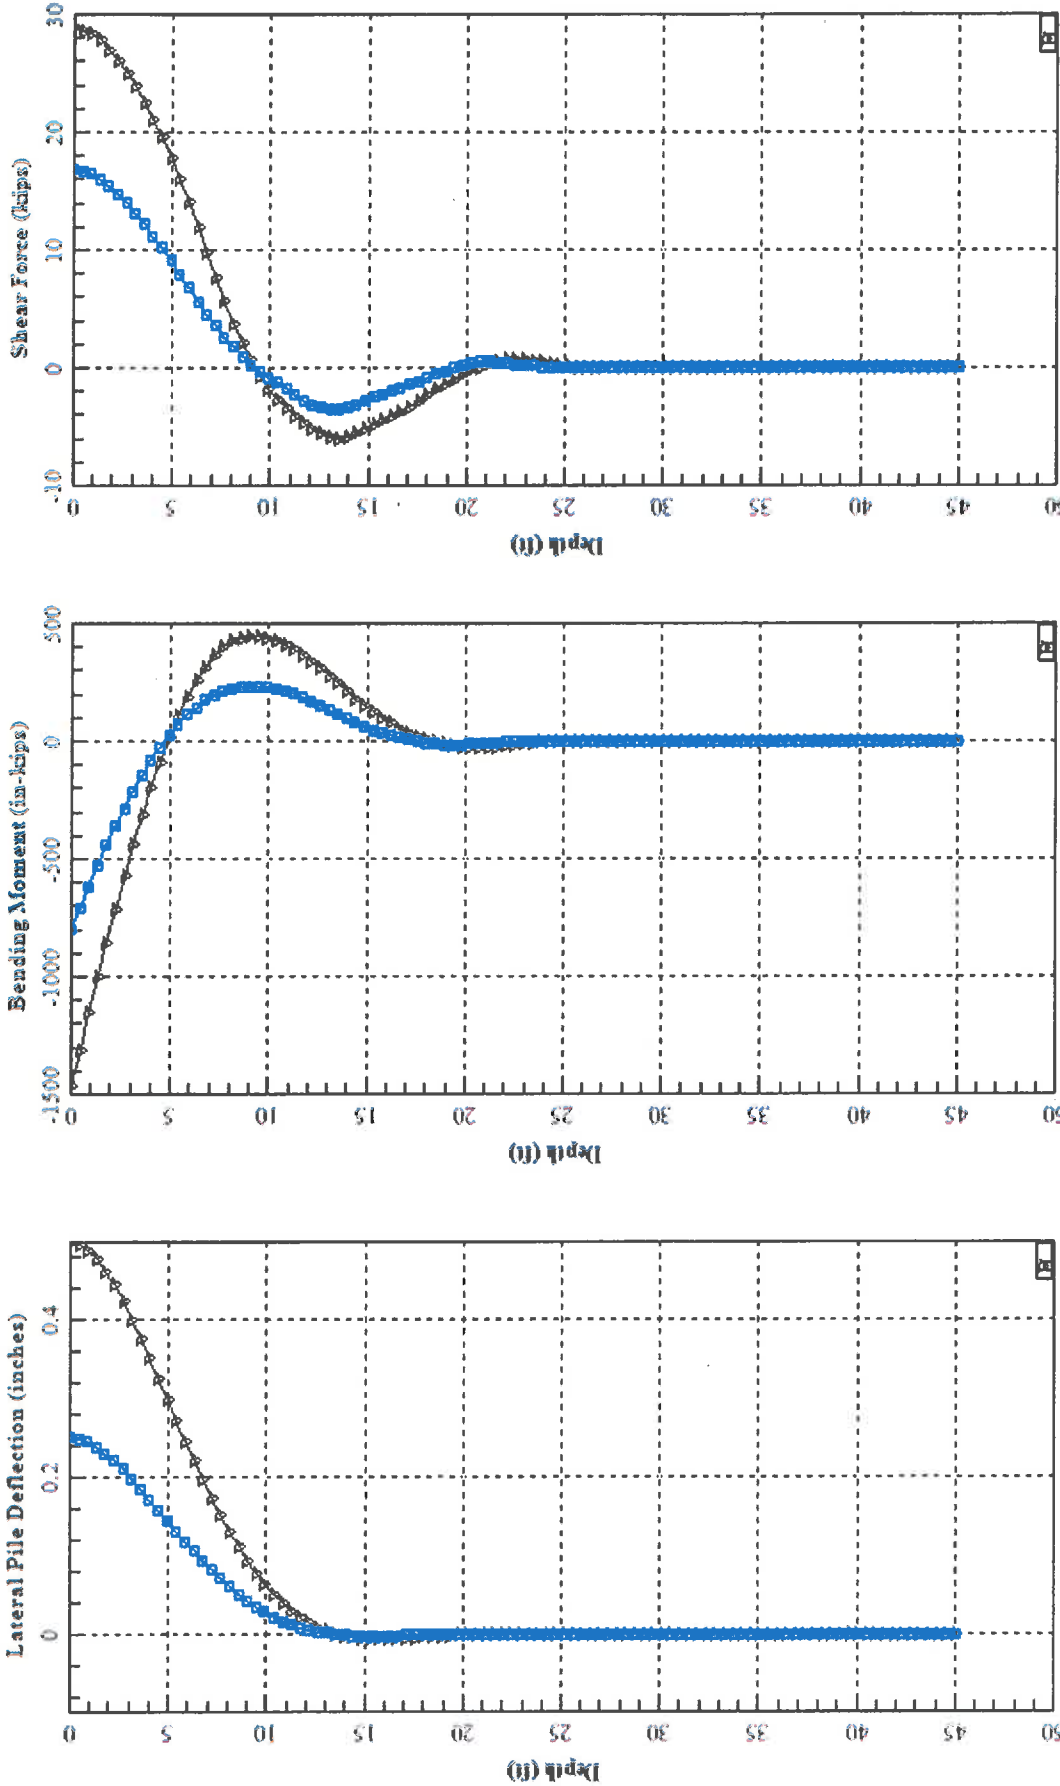 Shear Force (kips)
-10 0 10 20 30
0 5 10 15 20 25 30 35 40 45
Depth (ft)
Bending Moment (in-kips)
-1500 -1000 -500 0 500
0 5 10 15 20 25 30 35 40 45 50
Depth (ft)
Lateral Pile Deflection (inches)
0 0.2 0.4
0 5 10 15 20 25 30 35 40 45 50
Depth (ft)